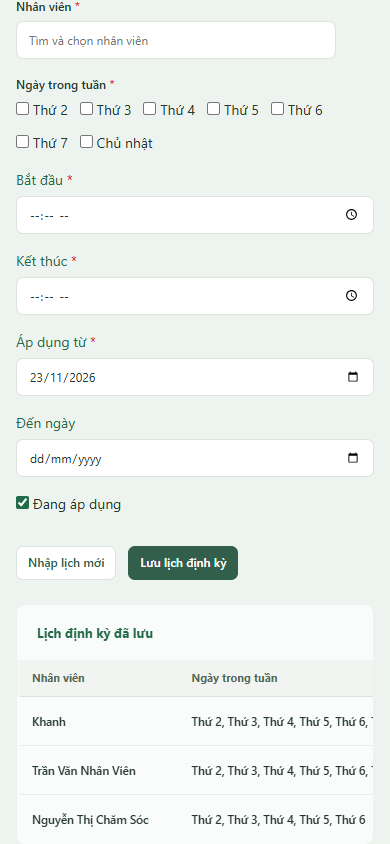 Nhân viên *
Tìm và chọn nhân viên
Ngày trong tuần *
Thứ 2 Thứ 3 Thứ 4 Thứ 5 Thứ 6
Thứ 7 Chủ nhật
Bắt đầu *
--:-- --
Kết thúc *
--:-- --
Áp dụng từ *
23/11/2026
Đến ngày
dd/mm/yyyy
Đang áp dụng
Nhập lịch mới Lưu lịch định kỳ
Lịch định kỳ đã lưu
Nhân viên Ngày trong tuần
Khanh Thứ 2, Thứ 3, Thứ 4, Thứ 5, Thứ 6,
Trần Văn Nhân Viên Thứ 2, Thứ 3, Thứ 4, Thứ 5, Thứ 6,
Nguyễn Thị Chăm Sóc Thứ 2, Thứ 3, Thứ 4, Thứ 5, Thứ 6